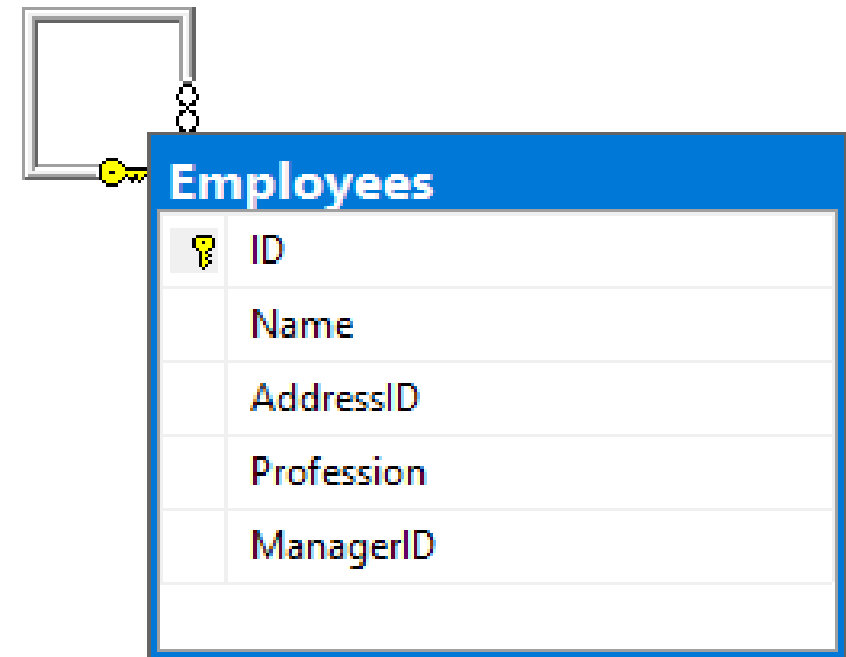 Employees
ID
Name
AddressID
Profession
ManagerID